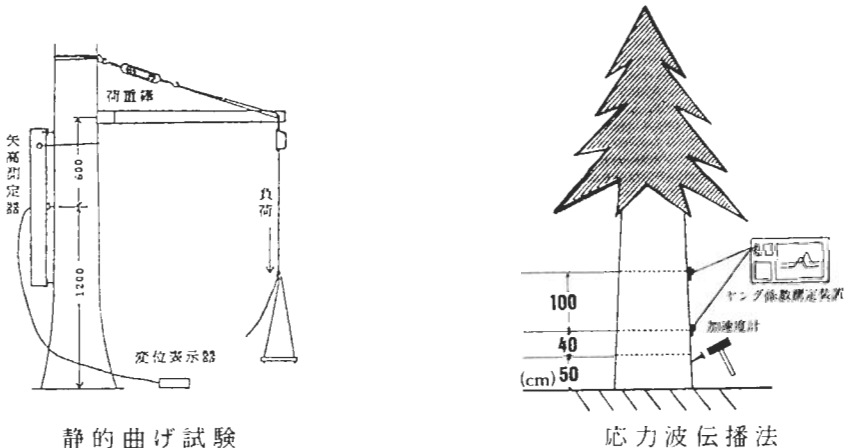 荷重鐸
矢高測定器
600
負荷
1200
変位表示器
静的曲げ試験
ヤング係数測定装置
100
加速度計
40
(cm) 50
応力波伝播法